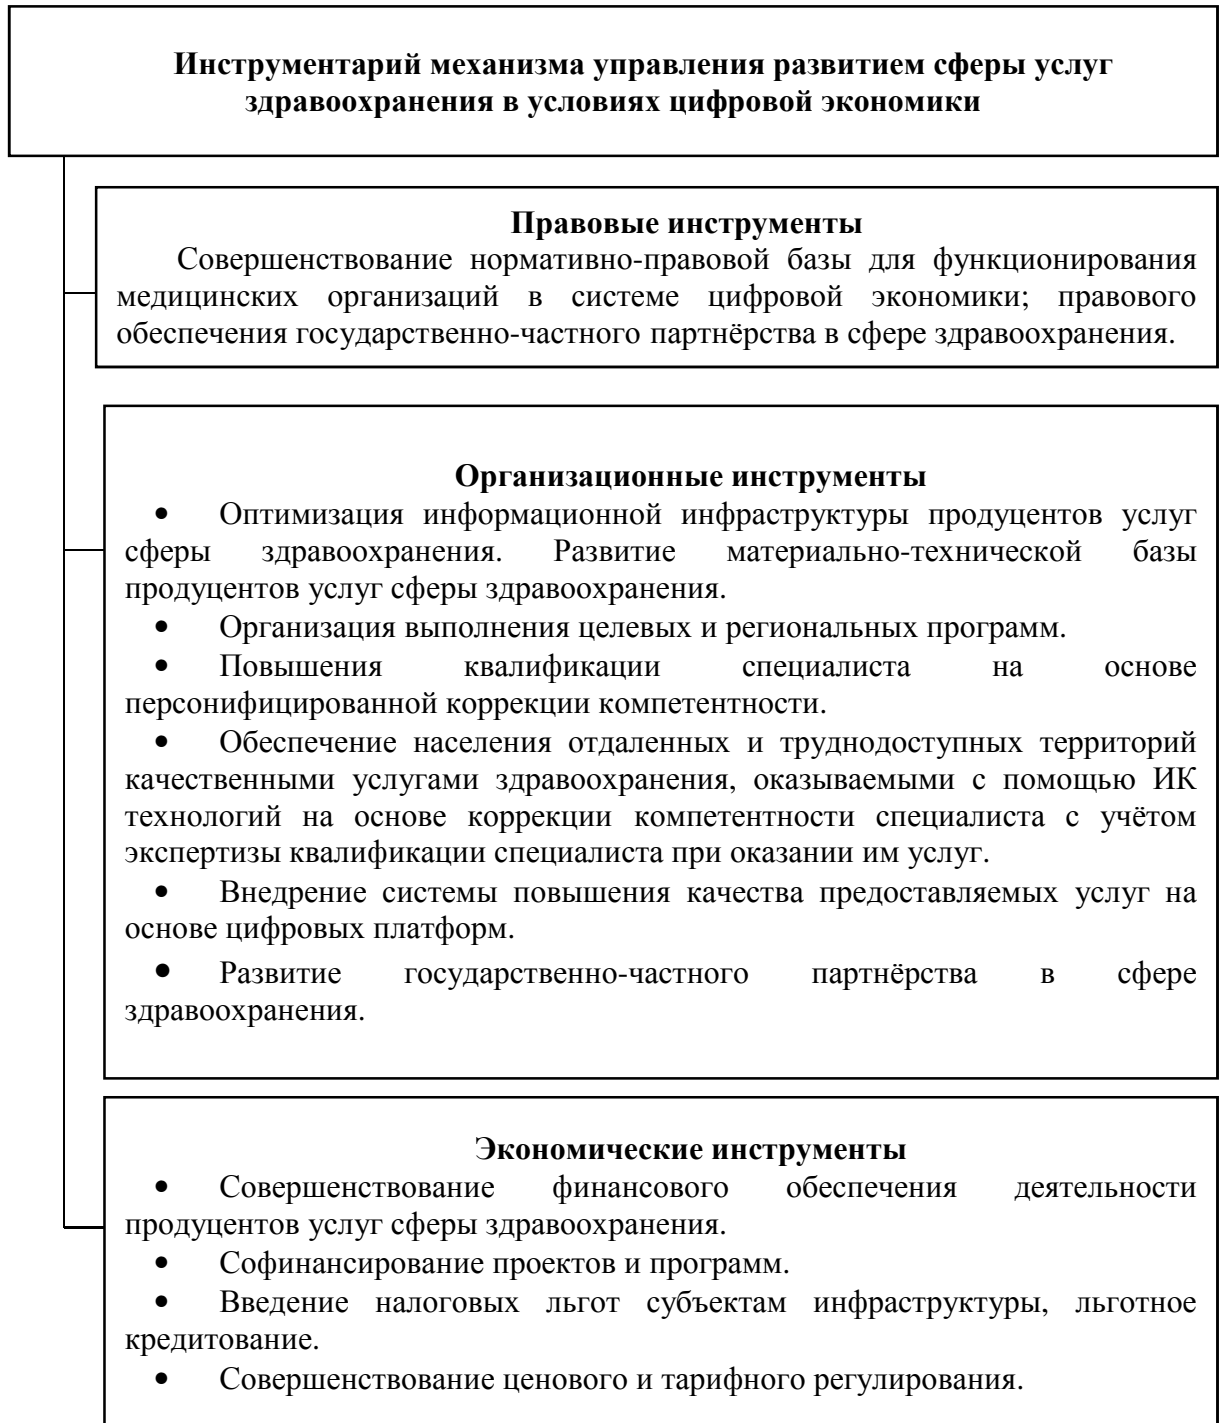 Инструментарий механизма управления развитием сферы услуг
здравоохранения в условиях цифровой экономики
Правовые инструменты
Совершенствование нормативно-правовой базы для функционирования
медицинских организаций в системе цифровой экономики; правового
обеспечения государственно-частного партнёрства в сфере здравоохранения.
Организационные инструменты
• Оптимизация информационной инфраструктуры продуцентов услуг
сферы здравоохранения. Развитие материально-технической базы
продуцентов услуг сферы здравоохранения.
• Организация выполнения целевых и региональных программ.
• Повышения квалификации специалиста на основе
персонифицированной коррекции компетентности.
• Обеспечение населения отдаленных и труднодоступных территорий
качественными услугами здравоохранения, оказываемыми с помощью ИК
технологий на основе коррекции компетентности специалиста с учётом
экспертизы квалификации специалиста при оказании им услуг.
• Внедрение системы повышения качества предоставляемых услуг на
основе цифровых платформ.
• Развитие государственно-частного партнёрства в сфере
здравоохранения.
Экономические инструменты
• Совершенствование финансового обеспечения деятельности
продуцентов услуг сферы здравоохранения.
• Софинансирование проектов и программ.
• Введение налоговых льгот субъектам инфраструктуры, льготное
кредитование.
• Совершенствование ценового и тарифного регулирования.